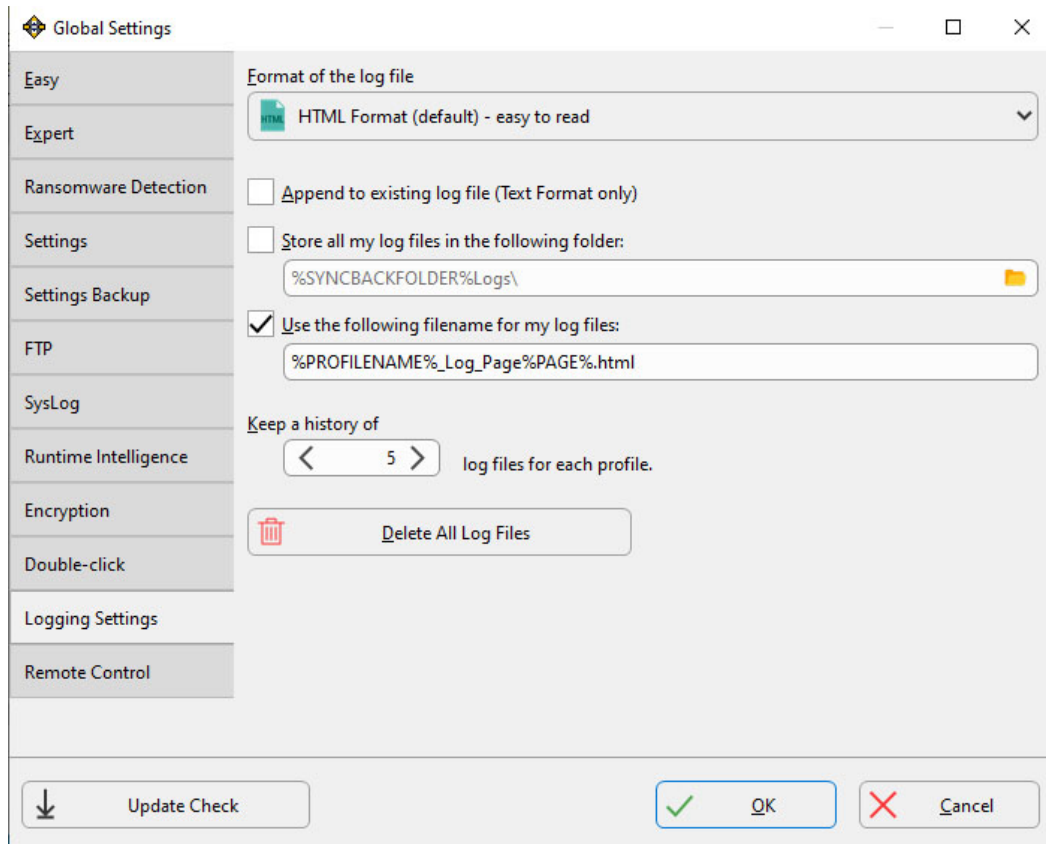 Global Settings
Easy
Expert
Ransomware Detection
Settings
Settings Backup
FTP
SysLog
Runtime Intelligence
Encryption
Double-click
Logging Settings
Remote Control
Format of the log file
HTML
HTML Format (default) - easy to read
Append to existing log file (Text Format only)
Store all my log files in the following folder:
%SYNCBACKFOLDER%Logs\
Use the following filename for my log files:
%PROFILENAME%_Log_Page%PAGE%.html
Keep a history of
5 log files for each profile.
Delete All Log Files
Update Check
OK
Cancel